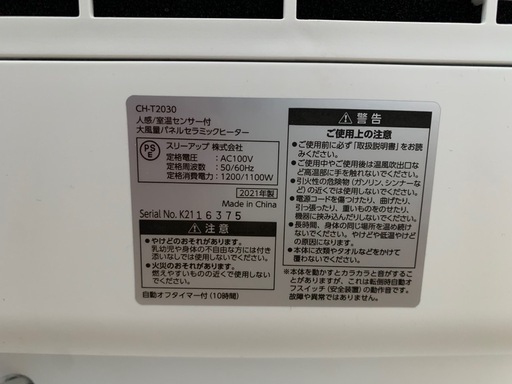 CH-T2030
人感/室温センサー付
大風量パネルセラミックヒーター
PSE
スリーアップ 株式会社
定格電圧：AC100V
定格周波数：50/60Hz
定格消費電力：1200/1100W
2021年製
Made in China
Serial No. K2116375
⚠注意
●やけどのおそれがあります。
乳幼児や身体の不自由な方には付き
添いなしでは使用しないでください。
●火災のおそれがあります。
燃えやすいものの近くで使用しない
でください。
自動オフタイマー付(10時間)
⚠警告
ご使用上の注意
●ご使用前に必ず「取扱説明書」をお読
みください。
●ご使用中やご使用後は温風吹出口な
ど高温部に手を触れないでください。
●引火性の危険物(ガソリン、シンナーな
ど)の近くで使用しないでください。
●電源コードを傷つけたり、曲げたり、
引っ張ったり、重いものをのせたり、
機器に挟み込んだりしないでください。
●長時間、身体の同じ場所を温め続
けないでください。やけどや低温やけど
の原因になります。
●本体に衣類やタオルなどをかけて
覆わないでください。
※本体を動かすとカラカラと音がするこ
とがありますが、これは転倒時自動オ
フスイッチ(安全装置)の動作音です。
故障や異常ではありません。